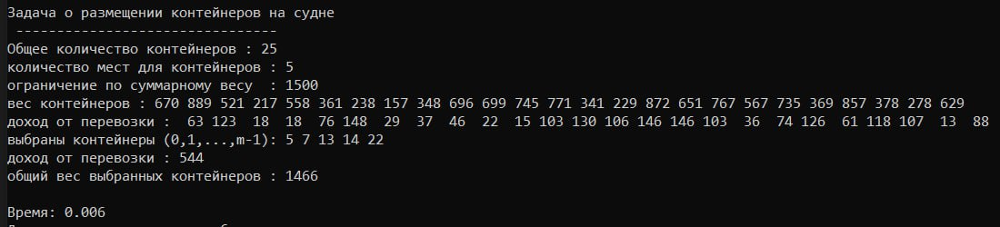 Задача о размещении контейнеров на судне
--------------------------------
Общее количество контейнеров : 25
количество мест для контейнеров : 5
ограничение по суммарному весу  : 1500
вес контейнеров : 670 889 521 217 558 361 238 157 348 696 699 745 771 341 229 872 651 767 567 735 369 857 378 278 629
доход от перевозки :  63 123  18  18  76 148  29  37  46  22  15 103 130 106 146 146 103  36  74 126  61 118 107  13  88
выбраны контейнеры (0,1,...,m-1): 5 7 13 14 22
доход от перевозки : 544
общий вес выбранных контейнеров : 1466
Время: 0.006